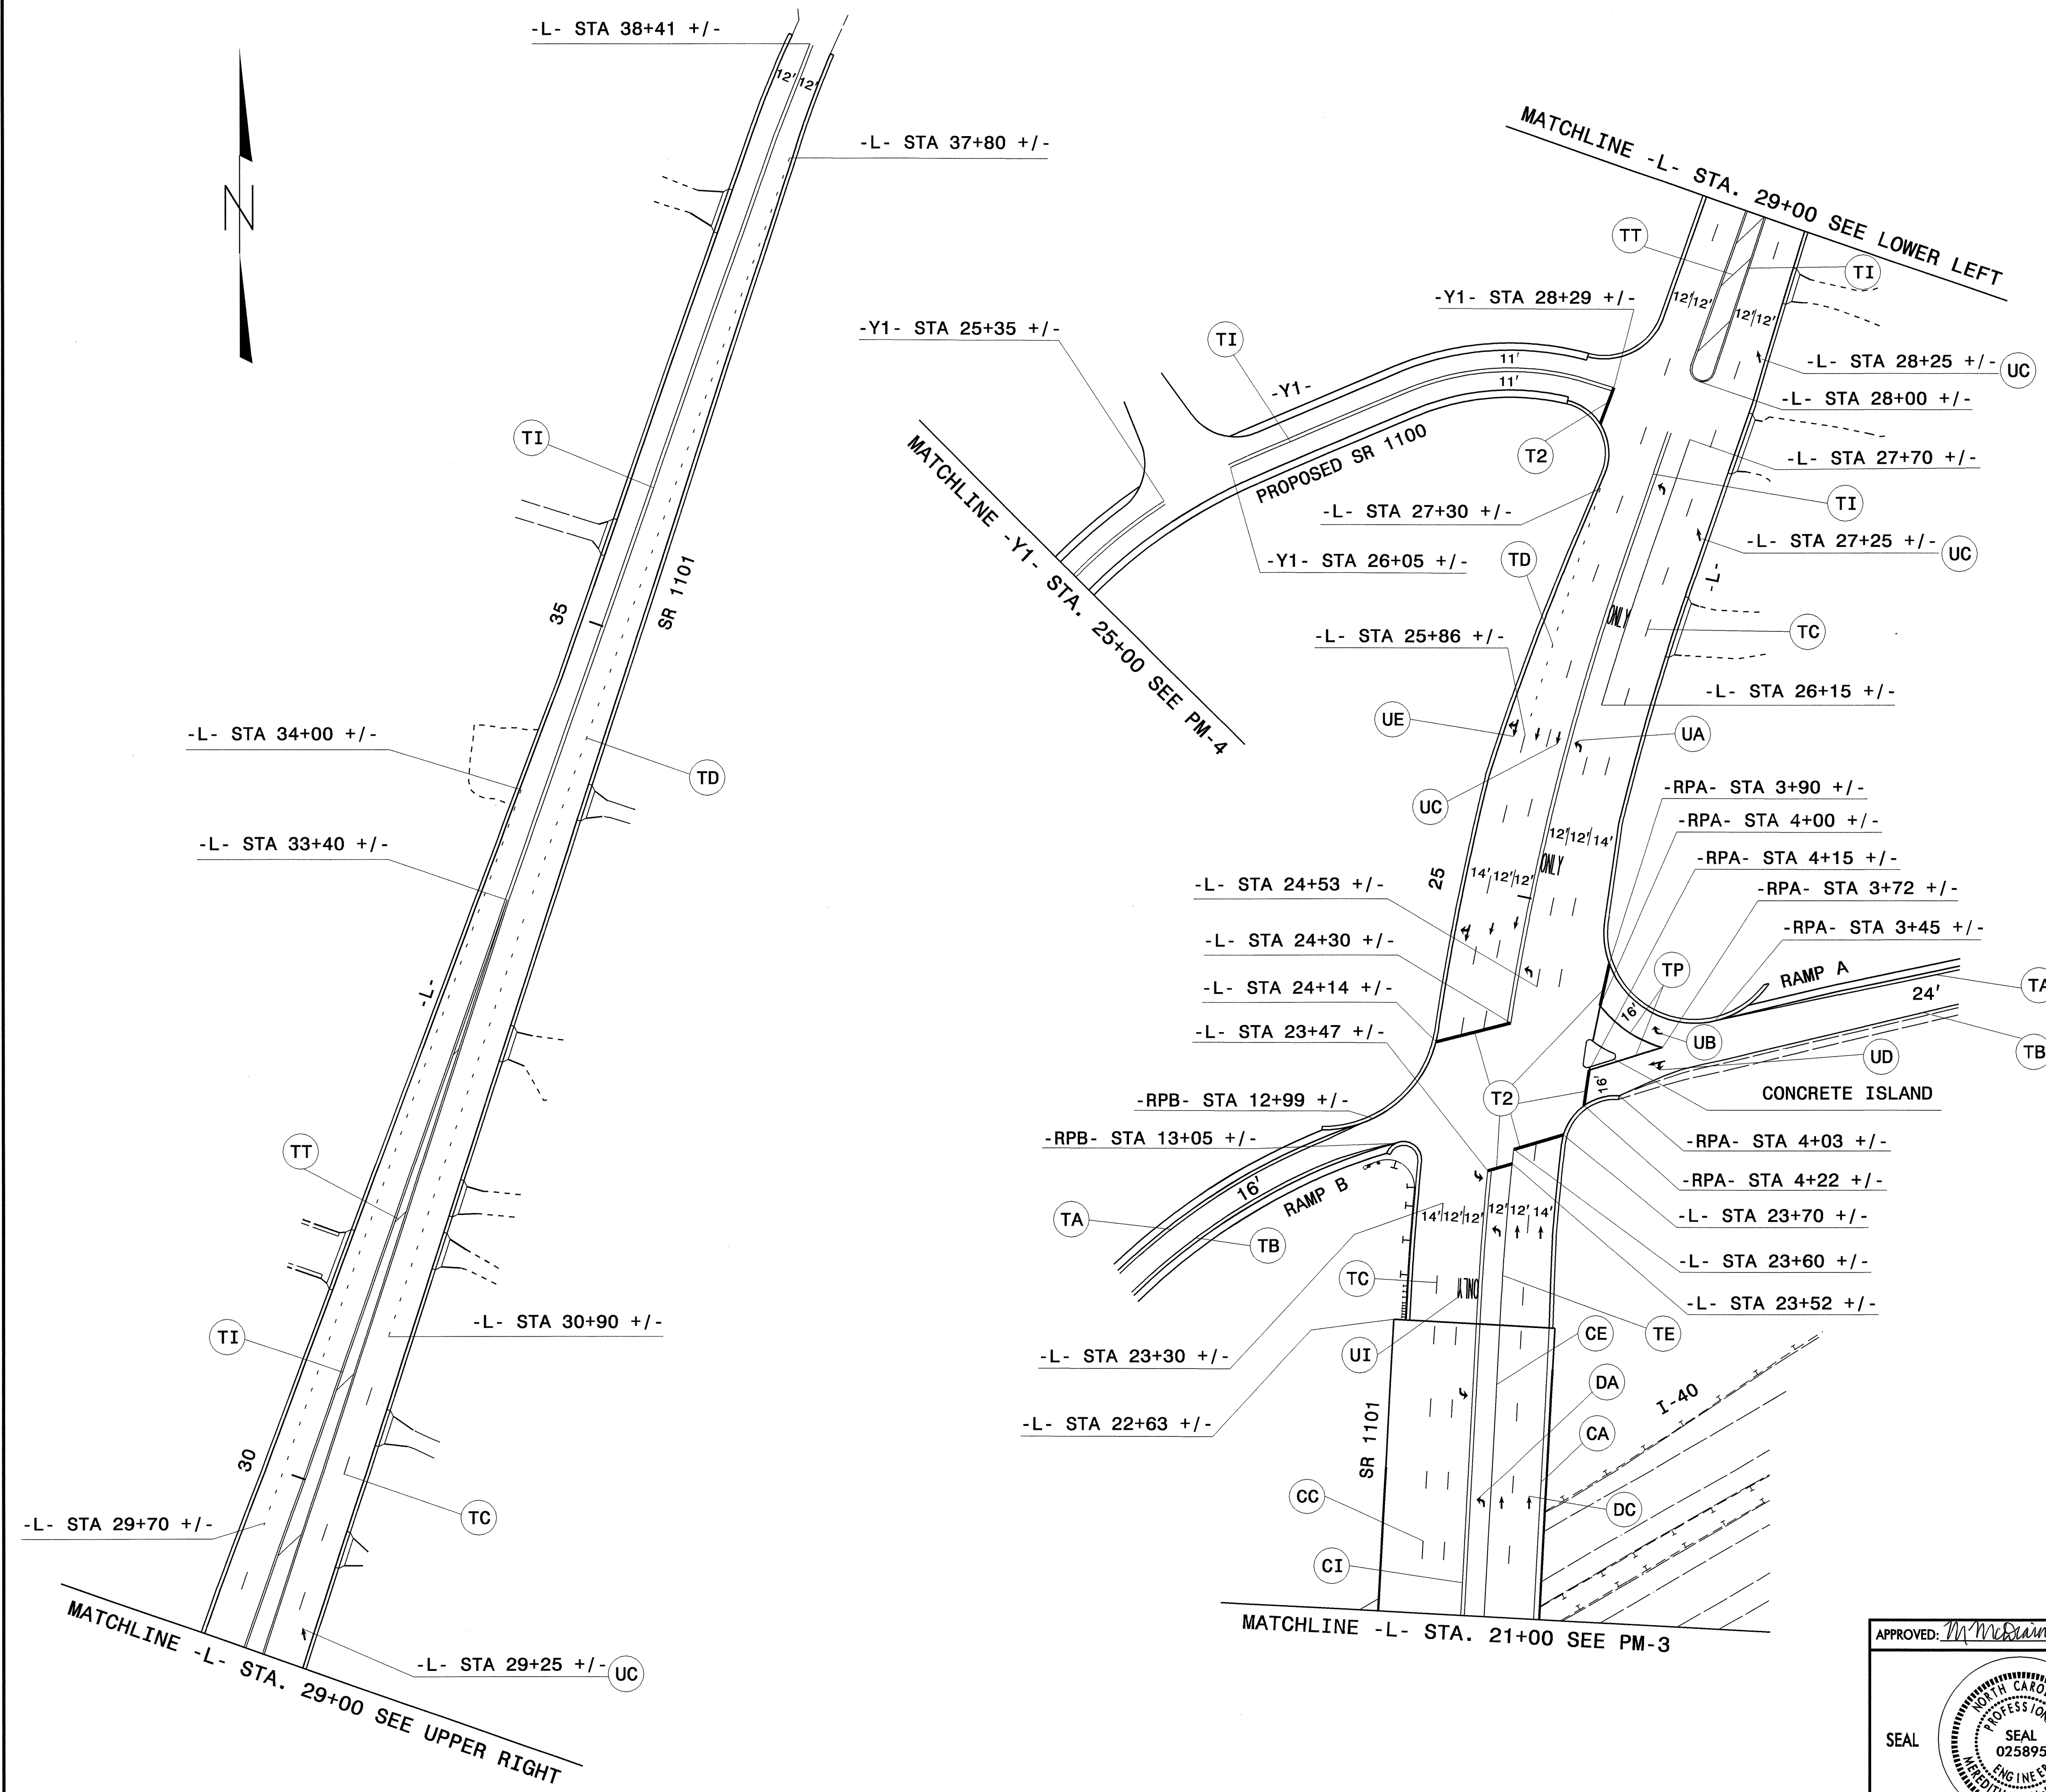 -L- STA 38+41 +/-
12' 12'
-L- STA 37+80 +/-
N
TI
35
SR 1101
-L- STA 34+00 +/-
TD
-L- STA 33+40 +/-
-L-
TT
-L- STA 30+90 +/-
TI
30
-L- STA 29+70 +/-
TC
-L- STA 29+25 +/- UC
MATCHLINE -L- STA. 29+00 SEE UPPER RIGHT
MATCHLINE -L- STA. 29+00 SEE LOWER LEFT
TT
TI
-Y1- STA 28+29 +/-
12' 12'
12' 12'
-Y1- STA 25+35 +/-
TI
11'
11'
-Y1-
-L- STA 28+25 +/- UC
-L- STA 28+00 +/-
MATCHLINE -Y1- STA. 25+00 SEE PM-4
PROPOSED SR 1100
T2
-L- STA 27+70 +/-
TI
-L- STA 27+30 +/-
-L- STA 27+25 +/- UC
-Y1- STA 26+05 +/-
TD
-L-
ONLY
TC
-L- STA 25+86 +/-
-L- STA 26+15 +/-
UE
UA
UC
-RPA- STA 3+90 +/-
-RPA- STA 4+00 +/-
12' 12' 14'
ONLY
-RPA- STA 4+15 +/-
25
14' 12' 12'
-L- STA 24+53 +/-
-RPA- STA 3+72 +/-
-L- STA 24+30 +/-
-RPA- STA 3+45 +/-
TP
RAMP A
TA
24'
-L- STA 24+14 +/-
16'
-L- STA 23+47 +/-
UB
UD
TB
16'
T2
CONCRETE ISLAND
-RPB- STA 12+99 +/-
-RPB- STA 13+05 +/-
-RPA- STA 4+03 +/-
-RPA- STA 4+22 +/-
16'
RAMP B
TA
TB
14' 12' 12' 12' 12' 14'
-L- STA 23+70 +/-
-L- STA 23+60 +/-
TC
ONLY
-L- STA 23+52 +/-
CE
TE
-L- STA 23+30 +/-
UI
DA
I-40
-L- STA 22+63 +/-
SR 1101
CA
CC
DC
CI
MATCHLINE -L- STA. 21+00 SEE PM-3
APPROVED:
SEAL
NORTH
SEAL
02589